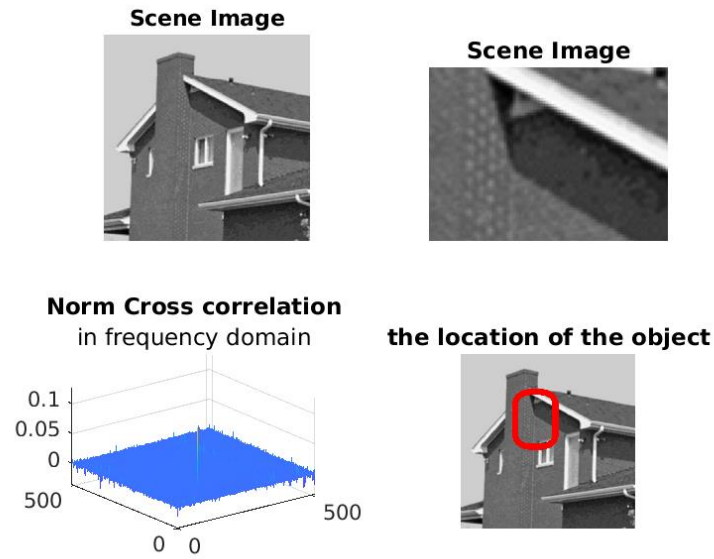 Scene Image
Scene Image
Norm Cross correlation
in frequency domain
0.1
0.05
0
500
0
0
500
the location of the object